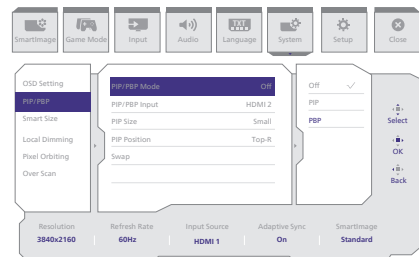 SmartImage Game Mode Input Audio Language System Setup Close
TXT
OSD Setting
PIP/PBP
Smart Size
Local Dimming
Pixel Orbiting
Over Scan
PIP/PBP Mode Off
PIP/PBP Input HDMI 2
PIP Size Small
PIP Position Top-R
Swap
Off
PIP
PBP
Select
OK
Back
Resolution Refresh Rate Input Source Adaptive Sync SmartImage
3840x2160 60Hz HDMI 1 On Standard